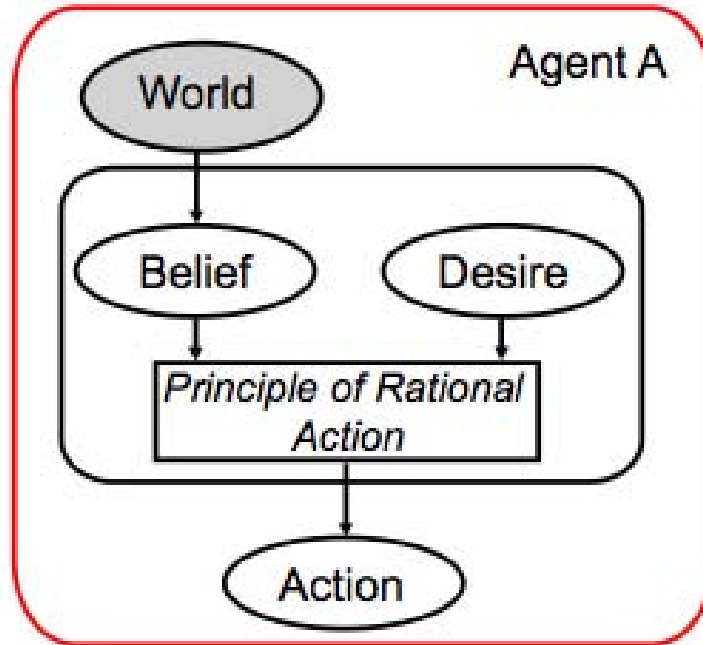 Agent A
World
Belief
Desire
Principle of Rational
Action
Action